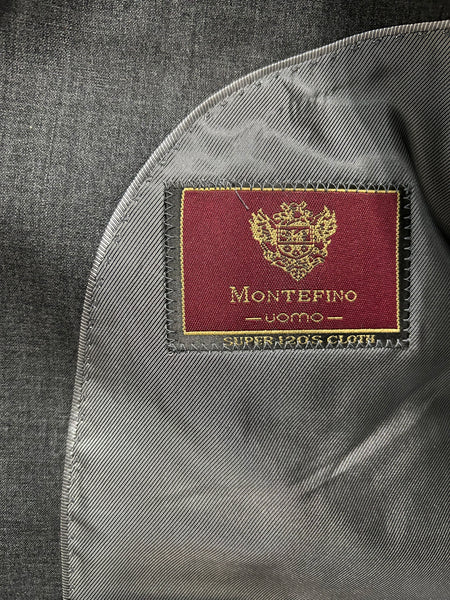 MONTEFINO
— uomo —
SUPER 120'S CLOTH